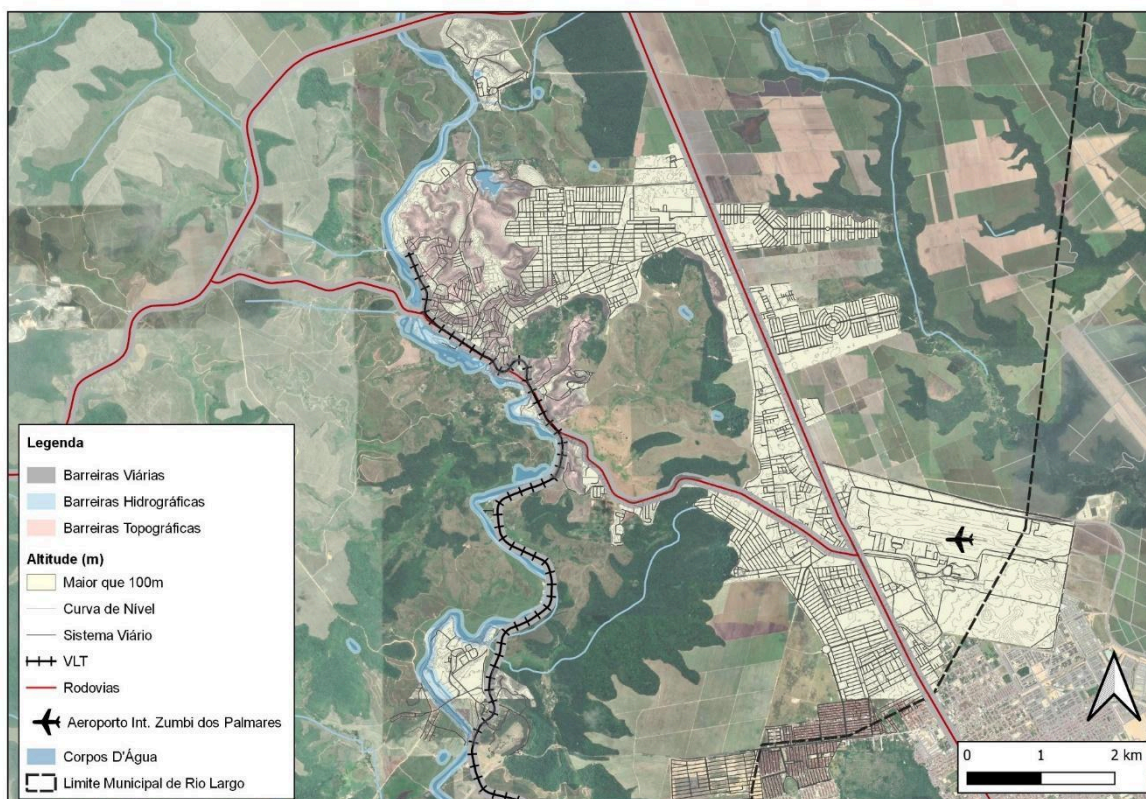 Legenda
Barreiras Viárias
Barreiras Hidrográficas
Barreiras Topográficas
Altitude (m)
Maior que 100m
Curva de Nível
Sistema Viário
VLT
Rodovias
Aeroporto Int. Zumbi dos Palmares
Corpos D'Água
Limite Municipal de Rio Largo
0 1 2 km